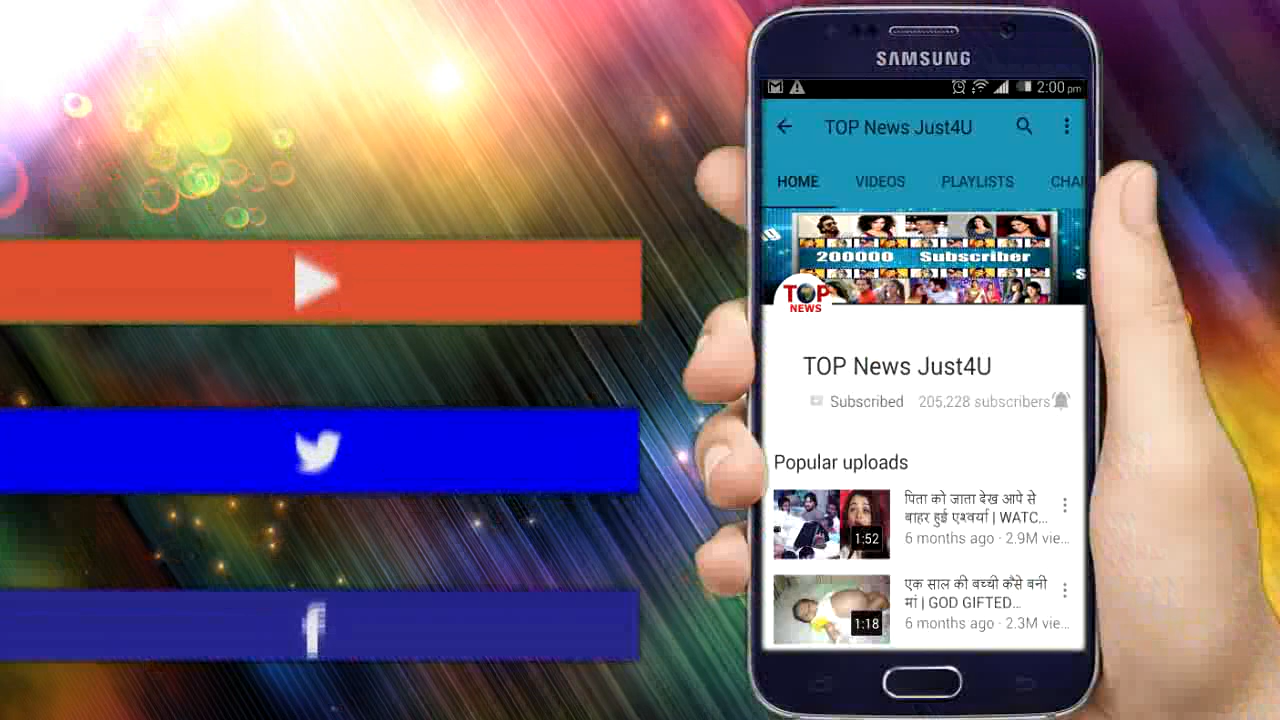 SAMSUNG
2:00 pm
TOP News Just4U
HOME VIDEOS PLAYLISTS CHA
200000 Subscriber
TOP
NEWS
TOP News Just4U
Subscribed 205,228 subscribers
Popular uploads
पिता को जाता देख आपे से
बाहर हुई एश्वर्या | WATC...
1:52
6 months ago · 2.9M vie...
एक साल की बच्ची कैसे बनी
मां | GOD GIFTED...
1:18
6 months ago · 2.3M vie...